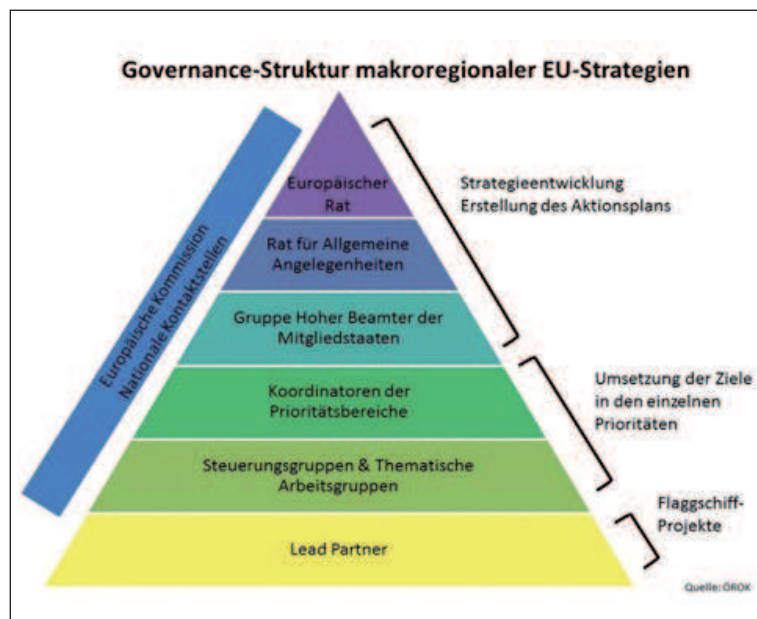 Governance-Struktur makroregionaler EU-Strategien
Europäische Kommission
Nationale Kontaktstellen
Europäischer
Rat
Rat für Allgemeine
Angelegenheiten
Gruppe Hoher Beamter der
Mitgliedstaaten
Koordinatoren der
Prioritätsbereiche
Steuerungsgruppen & Thematische
Arbeitsgruppen
Lead Partner
Strategieentwicklung
Erstellung des Aktionsplans
Umsetzung der Ziele
in den einzelnen
Prioritäten
Flaggschiff-
Projekte
Quelle: ÖROK